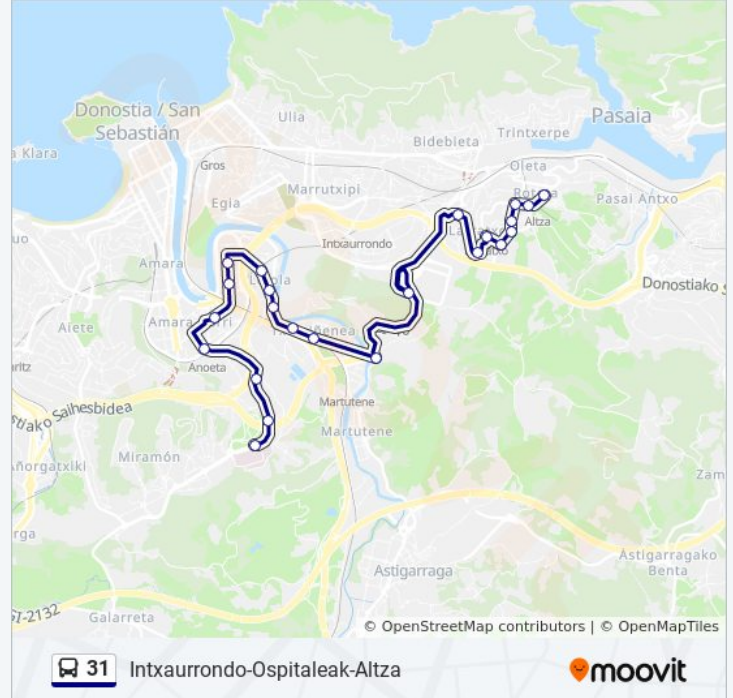 Donostia / San
Sebastián
Ulia
Pasaia
Trintxerpe
Bidebieta
a Klara
Gros
Oleta
Marrutxipi
Pasai Antxo
Egia
Altza
uo
Intxaurrondo
Amara
Donostiako S
Aiete
Anoeta
ritz
Martutene
stiako Saihesbidea
Martutene
Miramón
ñorgatxiki
Zam
rga
Astigarragako
Benta
Astigarraga
GI-2132
Galarreta
© OpenStreetMap contributors | © OpenMapTiles
31 Intxaurrondo-Ospitaleak-Altza
moovit